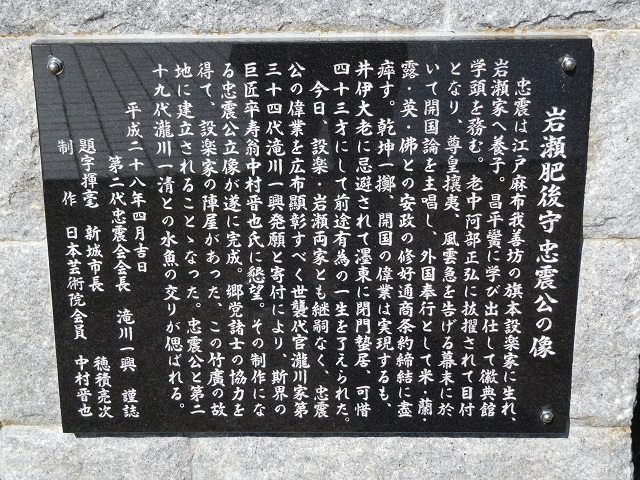 岩瀬肥後守 忠震公の像
忠震は江戸麻布我善坊の旗本設楽家に生れ、
岩瀬家へ養子。昌平黌に学び出仕して徽典館
学頭を務む。老中阿部正弘に抜擢されて目付
となり、尊皇攘夷、風雲急を告げる幕末に於
いて開国論を主唱し、外国奉行として米・蘭・
露・英・佛との安政の修好通商条約締結に盡
瘁す。乾坤一擲、開国の偉業は実現するも、
井伊大老に忌避されて墨東に閉門蟄居、可惜
四十三才にして前途有為の一生を了えられた。
今日、設楽・岩瀬両家とも継嗣なく、忠震
公の偉業を広布顕彰すべく世襲代官瀧川家第
三十四代滝川一興発願と寄付により、斯界の
巨匠卒寿翁中村晋也氏に懇望。その制作にな
る忠震公立像が遂に完成。郷党諸士の協力を
得て、設楽家の陣屋があった、この竹廣の故
地に建立されることゝなった。忠震公と第二
十九代瀧川一清との水魚の交りが偲ばれる。
平成二十八年四月吉日
第二代忠震会会長 滝川一興 謹誌
題字揮毫 新城市長 穂積亮次
制作 日本芸術院会員 中村晋也